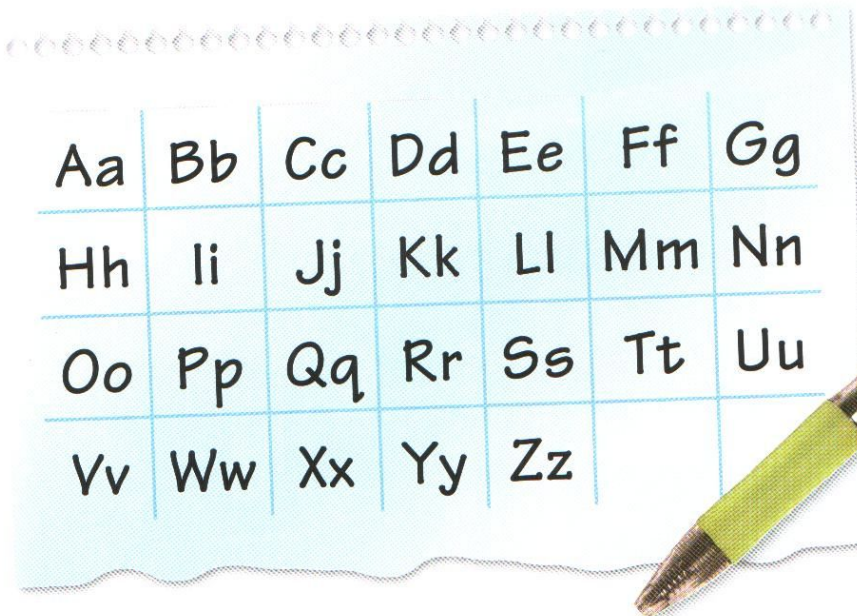 Aa Bb Cc Dd Ee Ff Gg
Hh Ii Jj Kk Ll Mm Nn
Oo Pp Qq Rr Ss Tt Uu
Vv Ww Xx Yy Zz